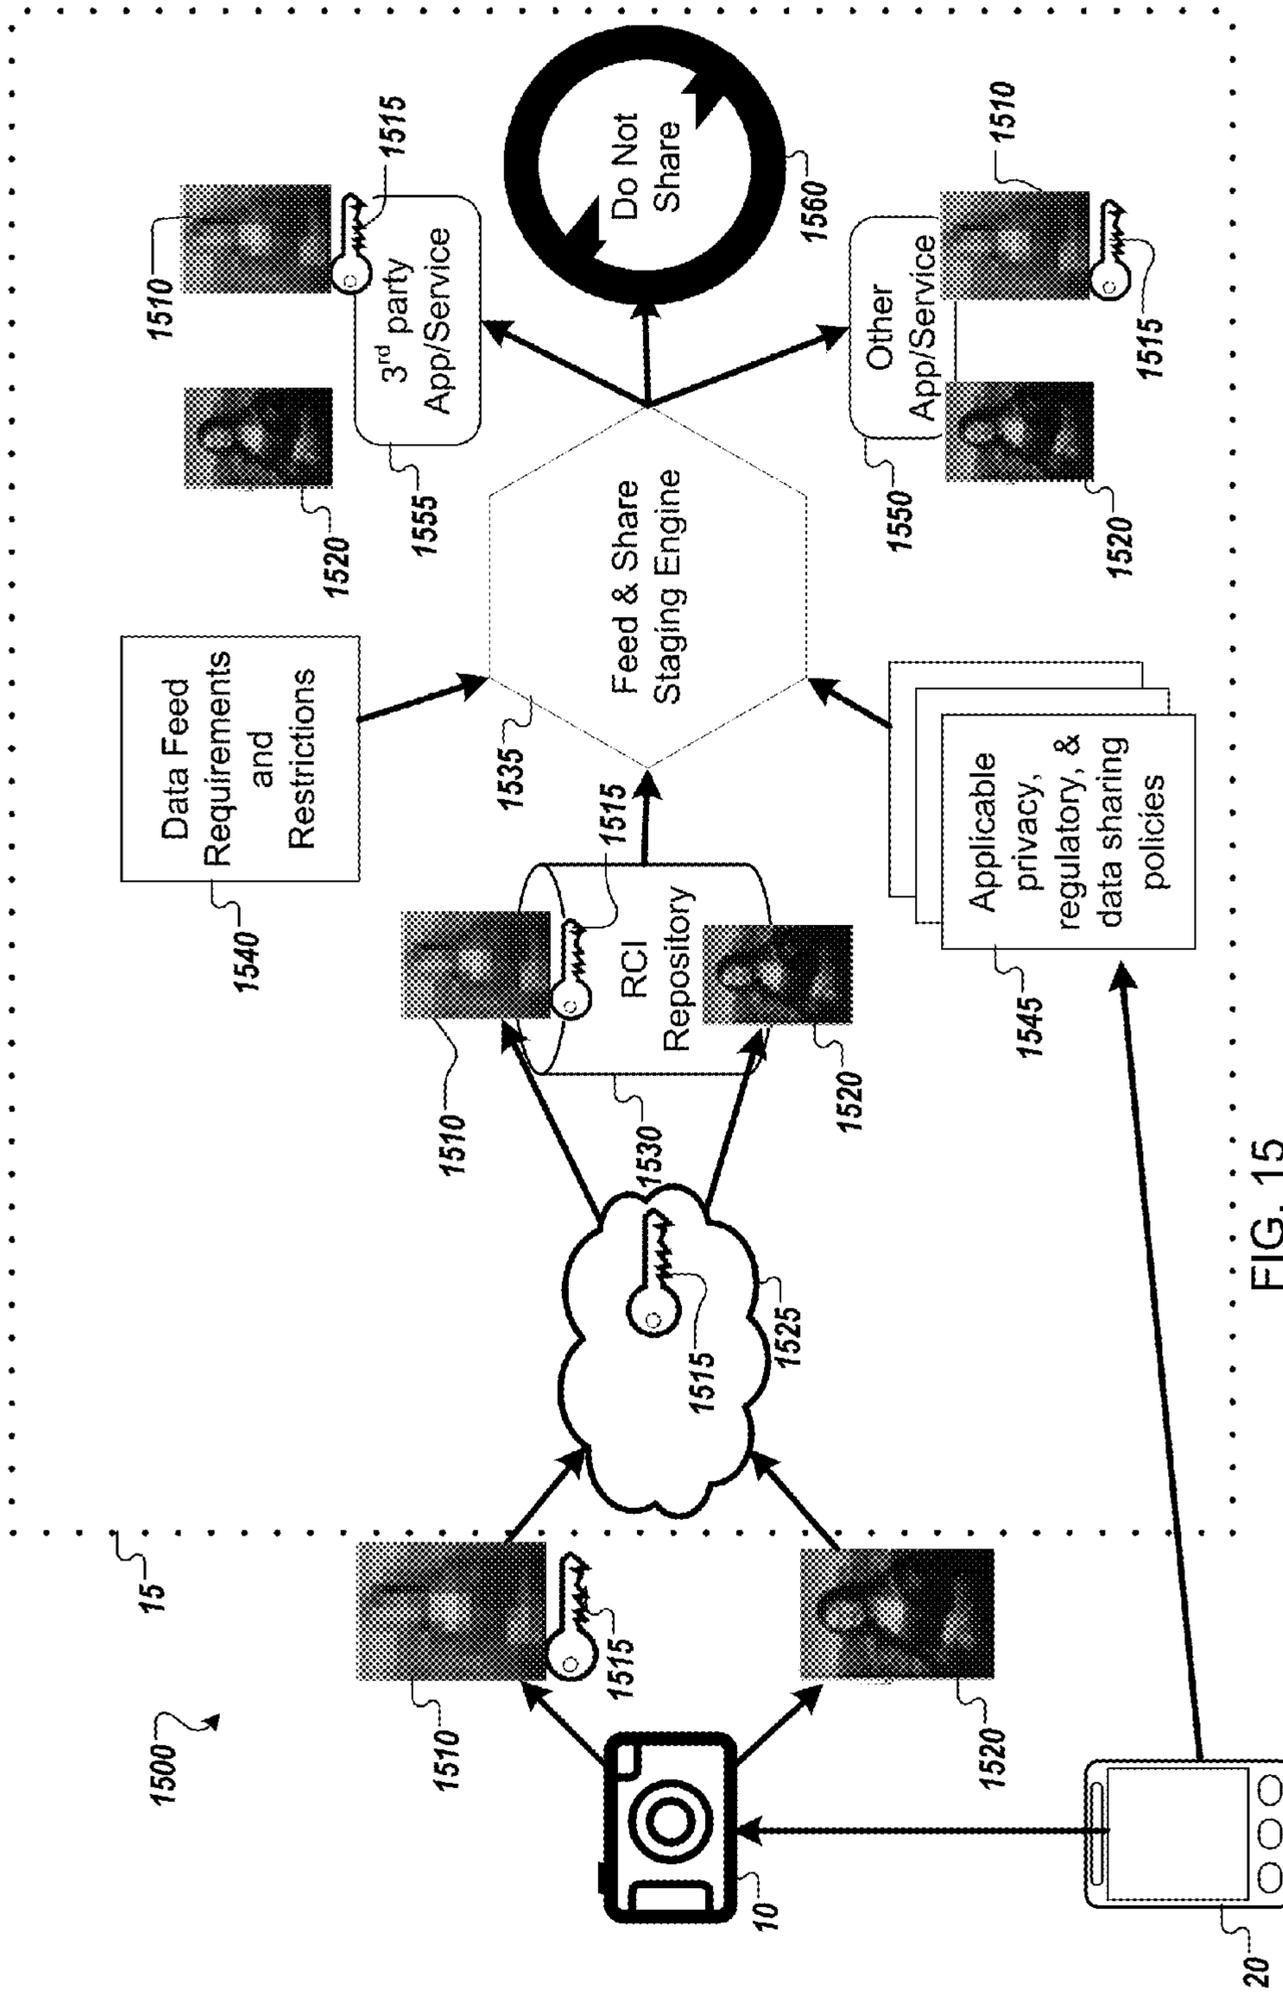 1500
15
10
20
1510
1515
1520
1515
1525
1510
1530
1515
RCI
Repository
1520
Data Feed
Requirements
and
Restrictions
1540
1535
Feed & Share
Staging Engine
Applicable
privacy,
regulatory, &
data sharing
policies
1545
1520
1510
1515
3rd party
App/Service
1555
Do Not
Share
1560
Other
App/Service
1550
1510
1515
1520
FIG. 15